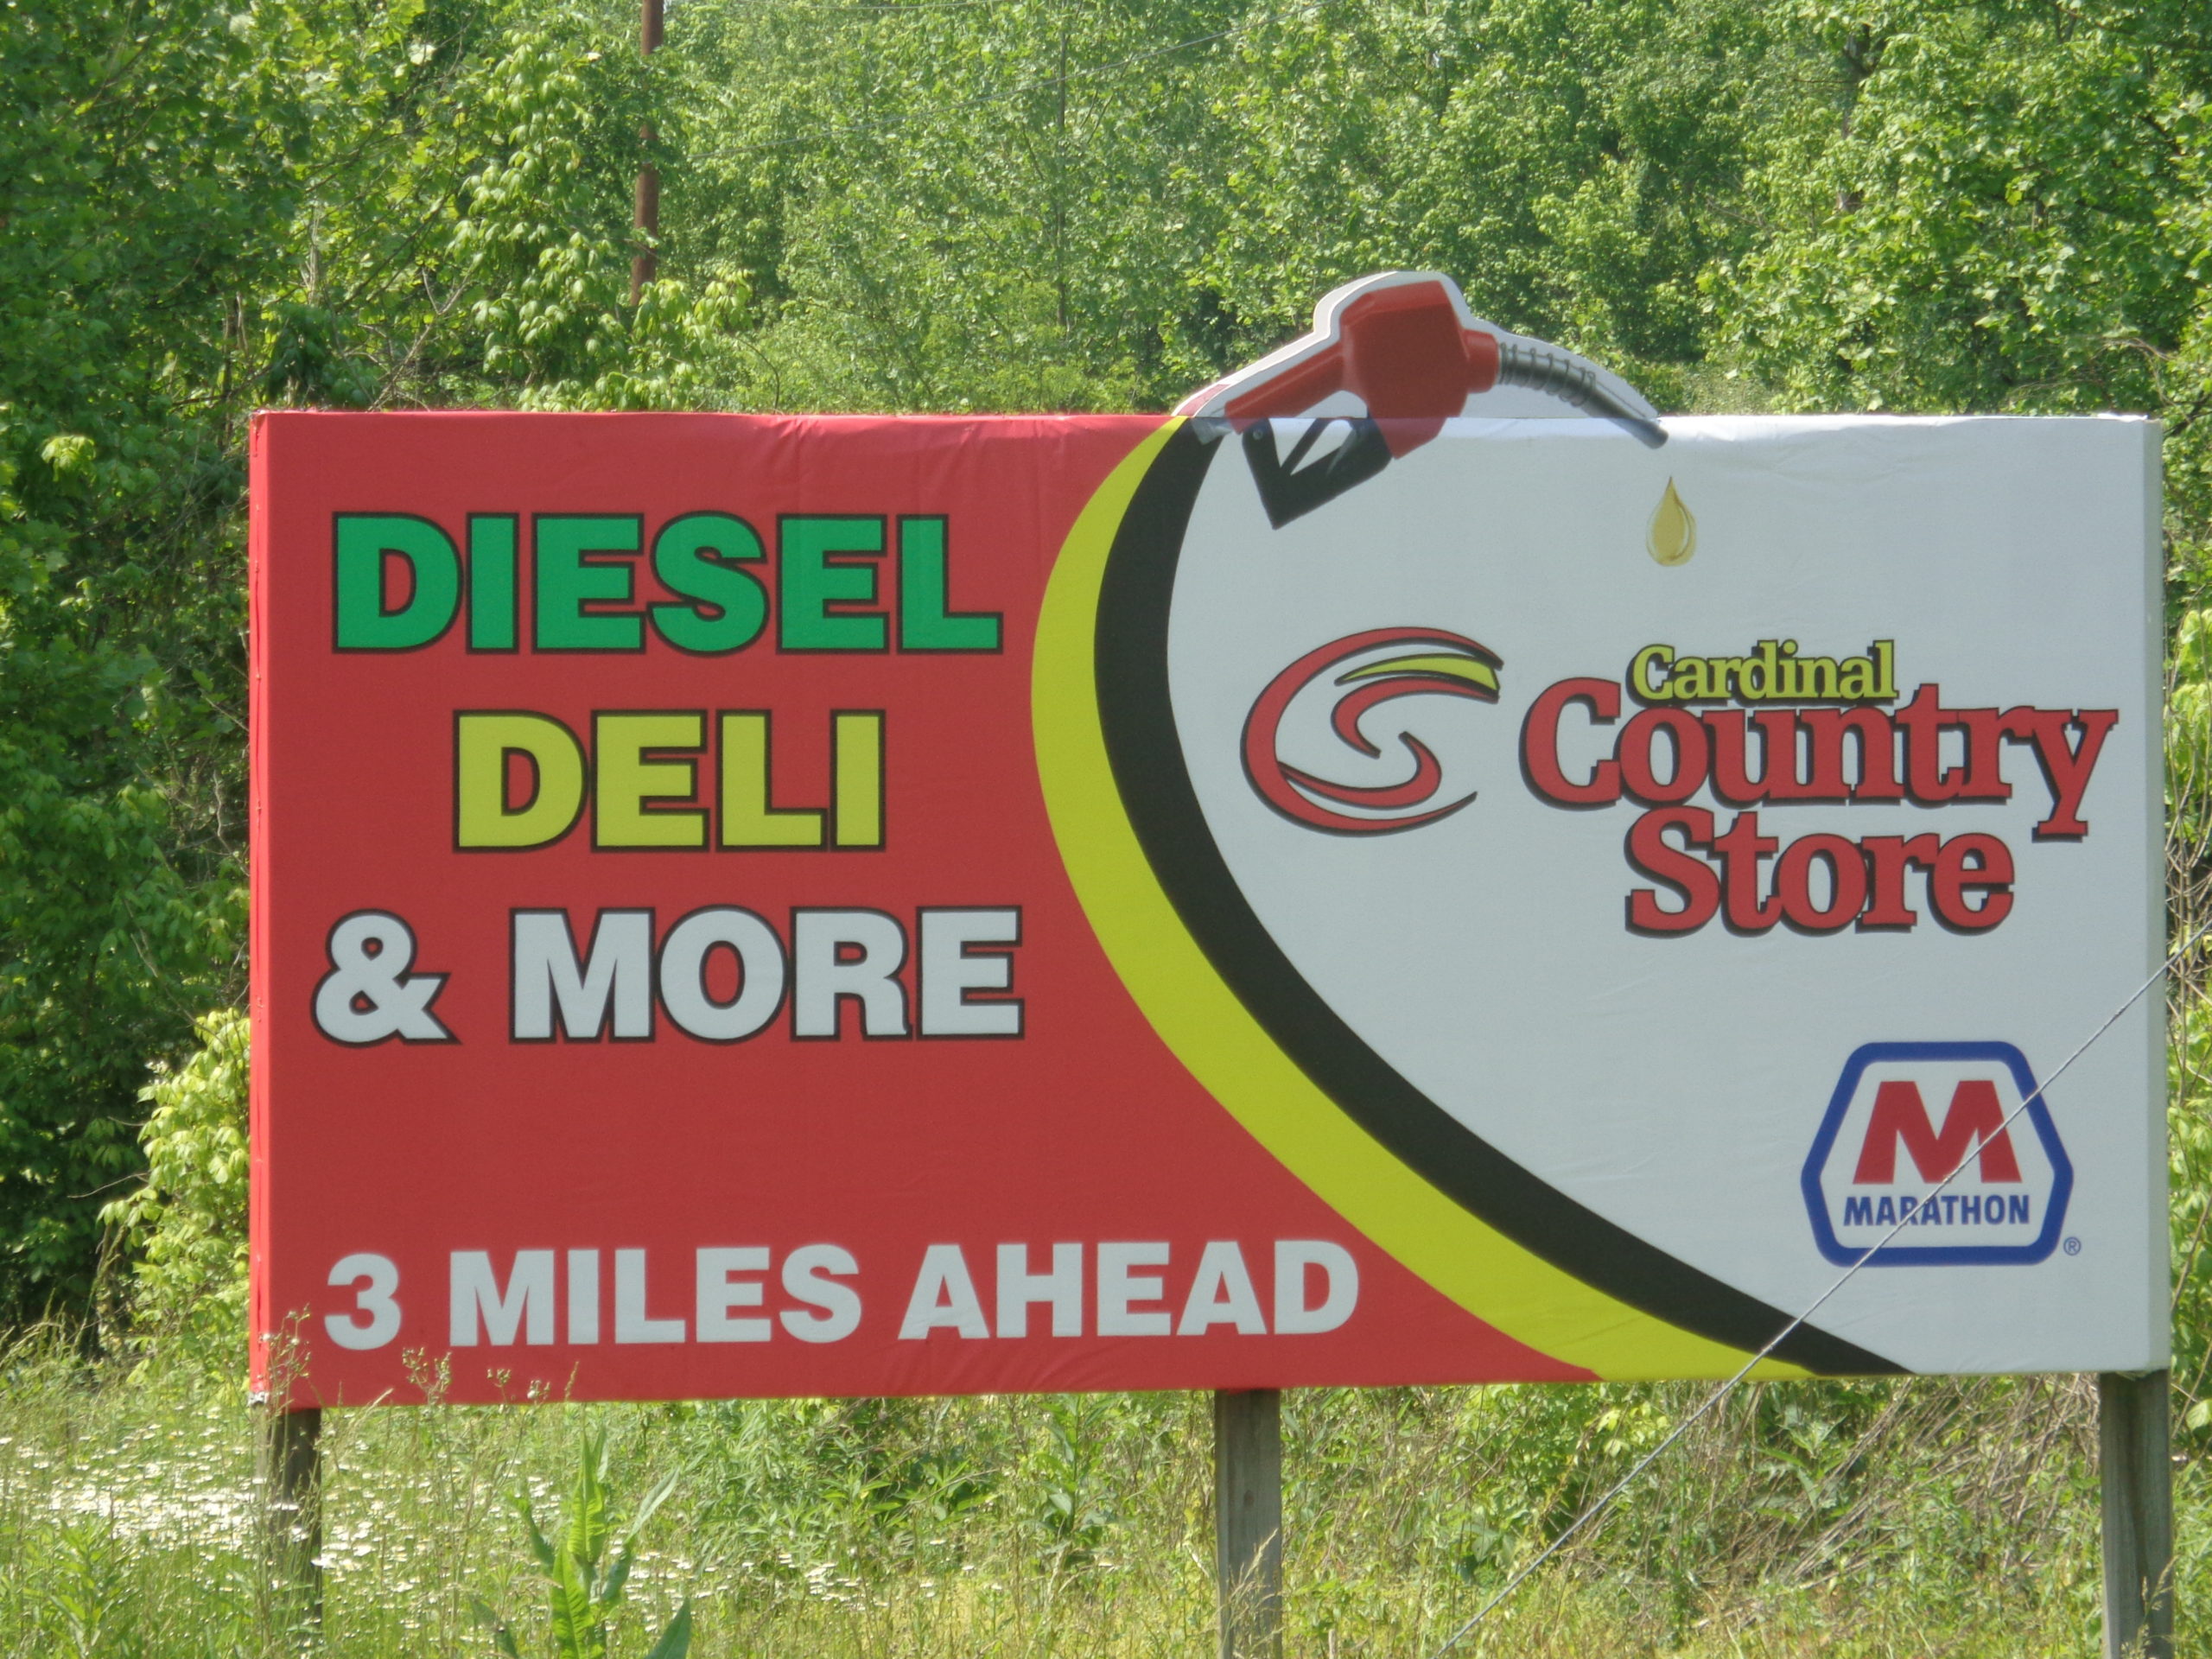 DIESEL
DELI
& MORE
3 MILES AHEAD
Cardinal
Country
Store
M
MARATHON
®